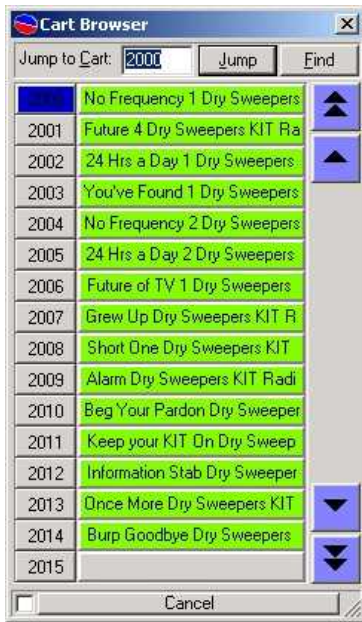 Cart Browser
Jump to Cart: 2000 Jump Find
2000 No Frequency 1 Dry Sweepers
2001 Future 4 Dry Sweepers KIT Ra
2002 24 Hrs a Day 1 Dry Sweepers
2003 You've Found 1 Dry Sweepers
2004 No Frequency 2 Dry Sweepers
2005 24 Hrs a Day 2 Dry Sweepers
2006 Future of TV 1 Dry Sweepers
2007 Grew Up Dry Sweepers KIT R
2008 Short One Dry Sweepers KIT
2009 Alarm Dry Sweepers KIT Radi
2010 Beg Your Pardon Dry Sweeper
2011 Keep your KIT On Dry Sweep
2012 Information Stab Dry Sweeper
2013 Once More Dry Sweepers KIT
2014 Burp Goodbye Dry Sweepers
2015
Cancel